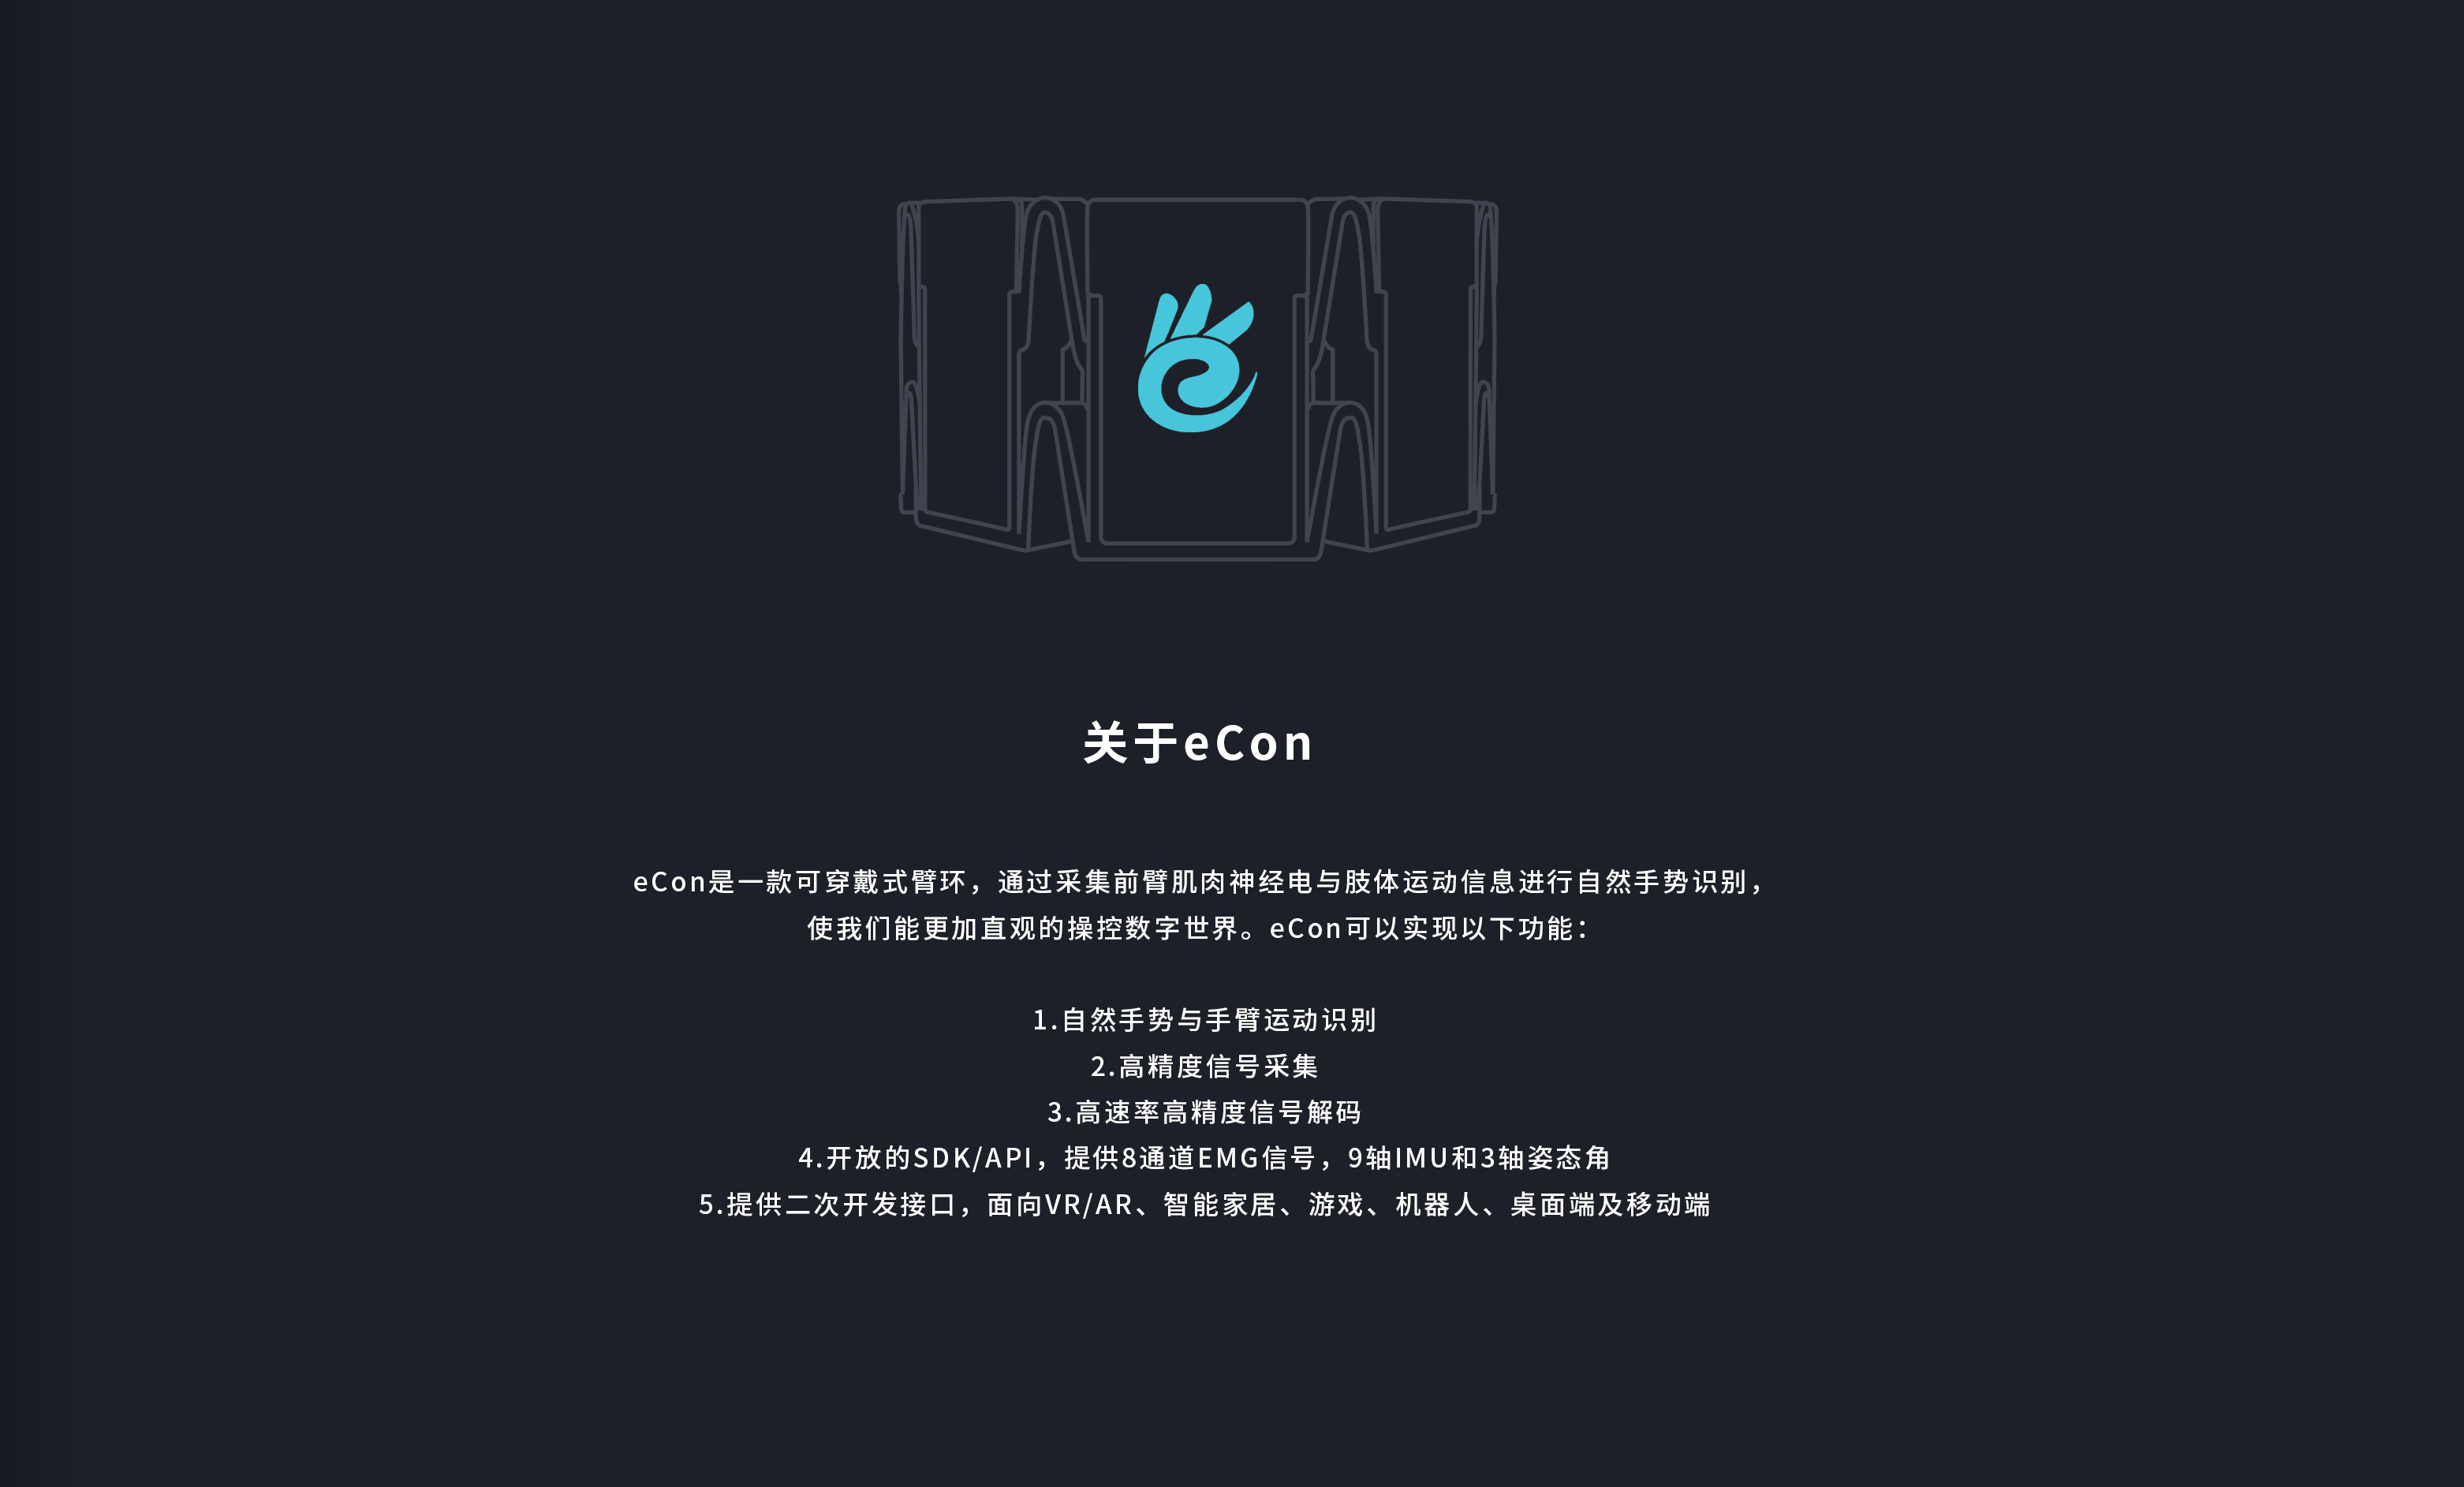 关于eCon
eCon是一款可穿戴式臂环，通过采集前臂肌肉神经电与肢体运动信息进行自然手势识别，
使我们能更加直观的操控数字世界。eCon可以实现以下功能：
1.自然手势与手臂运动识别
2.高精度信号采集
3.高速率高精度信号解码
4.开放的SDK/API，提供8通道EMG信号，9轴IMU和3轴姿态角
5.提供二次开发接口，面向VR/AR、智能家居、游戏、机器人、桌面端及移动端